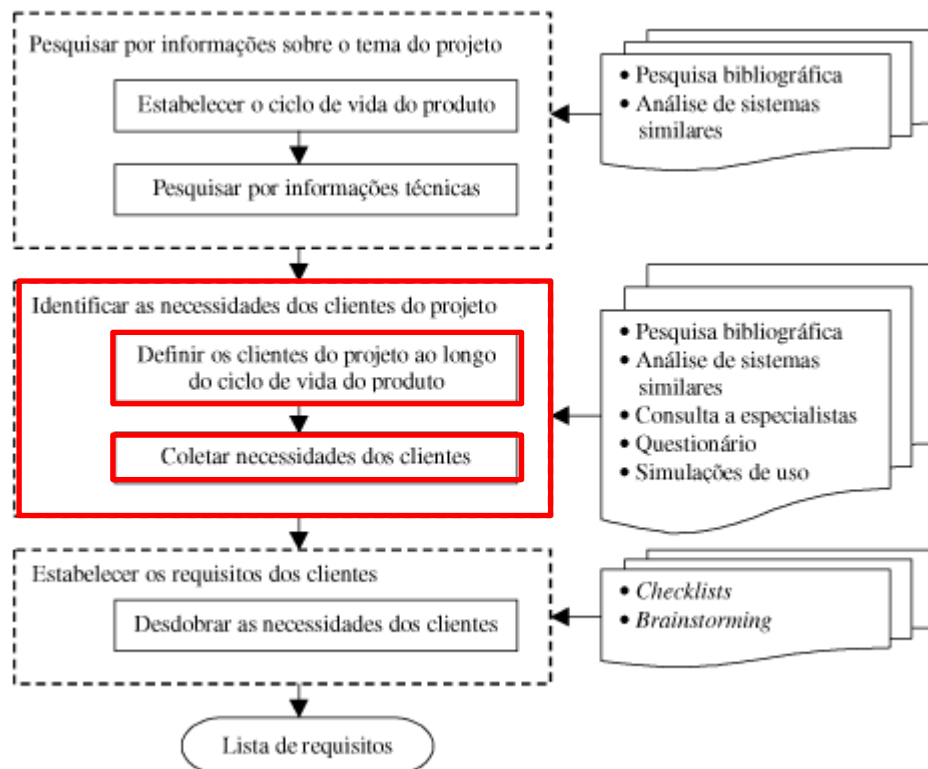 Pesquisar por informações sobre o tema do projeto
Estabelecer o ciclo de vida do produto
Pesquisar por informações técnicas
• Pesquisa bibliográfica
• Análise de sistemas
similares
Identificar as necessidades dos clientes do projeto
Definir os clientes do projeto ao longo
do ciclo de vida do produto
Coletar necessidades dos clientes
• Pesquisa bibliográfica
• Análise de sistemas
similares
• Consulta a especialistas
• Questionário
• Simulações de uso
Estabelecer os requisitos dos clientes
Desdobrar as necessidades dos clientes
• Checklists
• Brainstorming
Lista de requisitos